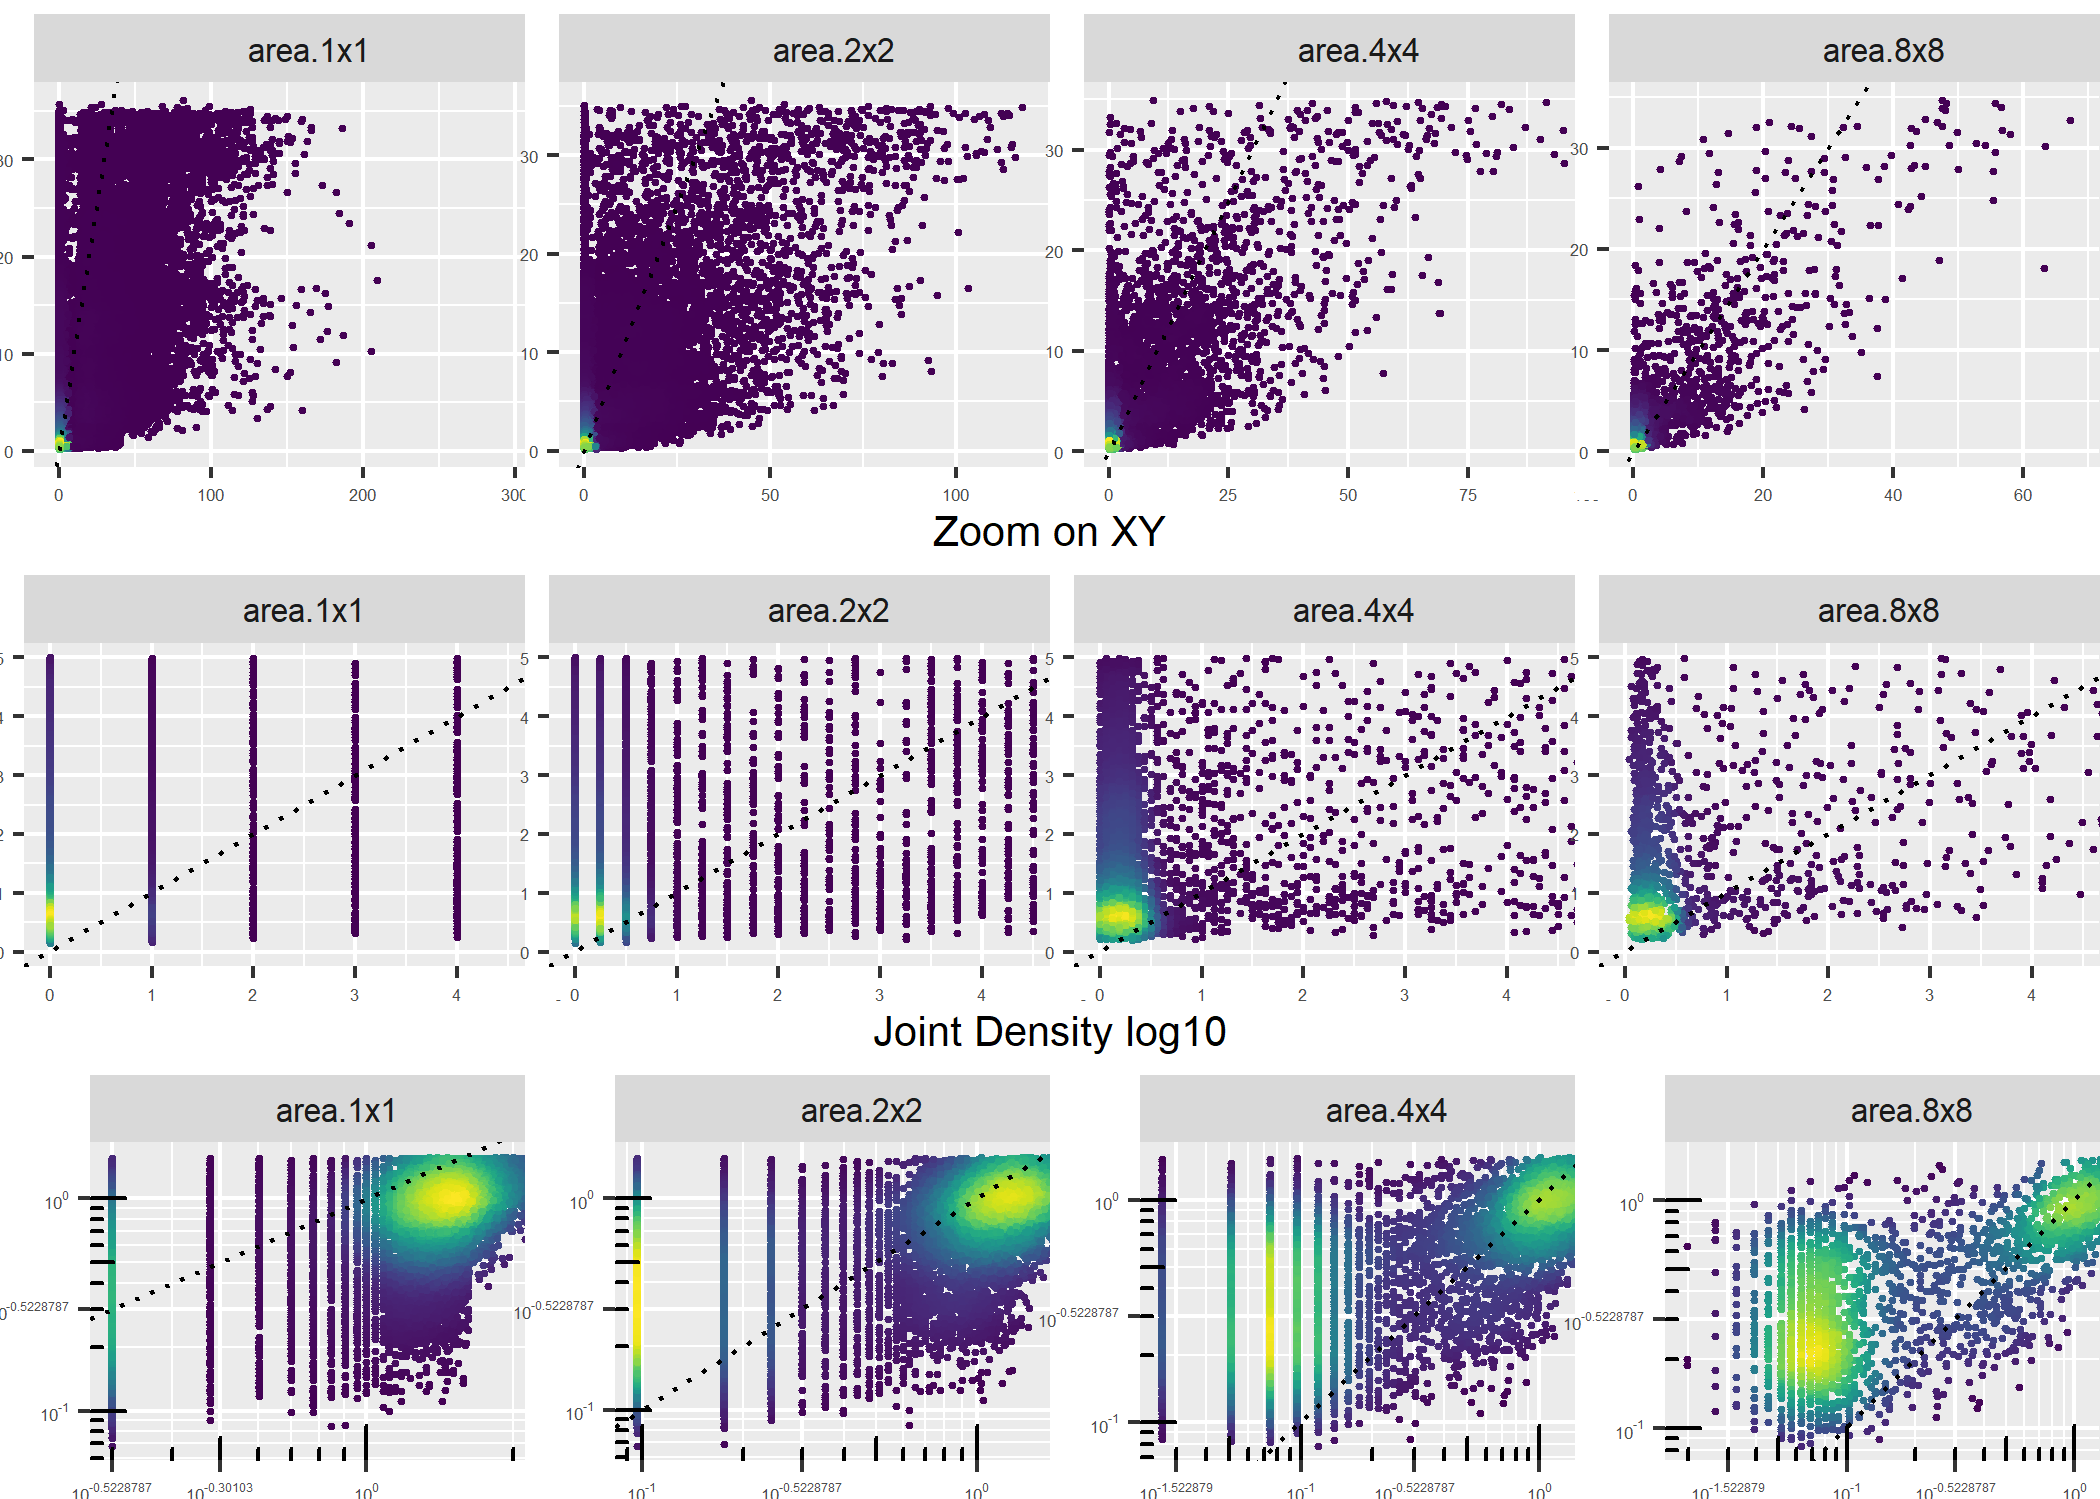 area.1x1 area.2x2 area.4x4 area.8x8
30 30 30 30
20 20 20 20
10 10 10 10
0 0 0 0
0 100 200 300 0 50 100 0 25 50 75 0 20 40 60
Zoom on XY
area.1x1 area.2x2 area.4x4 area.8x8
5 5 5 5
4 4 4 4
3 3 3 3
2 2 2 2
1 1 1 1
0 0 0 0
0 1 2 3 4 0 1 2 3 4 0 1 2 3 4 0 1 2 3 4
Joint Density log10
area.1x1 area.2x2 area.4x4 area.8x8
10^0 10^0 10^0 10^0
10^-0.5228787 10^-0.5228787 10^-0.5228787 10^-0.5228787
10^-1 10^-1 10^-1 10^-1
10^-0.5228787 10^-0.30103 10^0 10^-1 10^-0.5228787 10^0 10^-1.522879 10^-1 10^-0.5228787 10^0 10^-1.522879 10^-1 10^-0.5228787 10^0